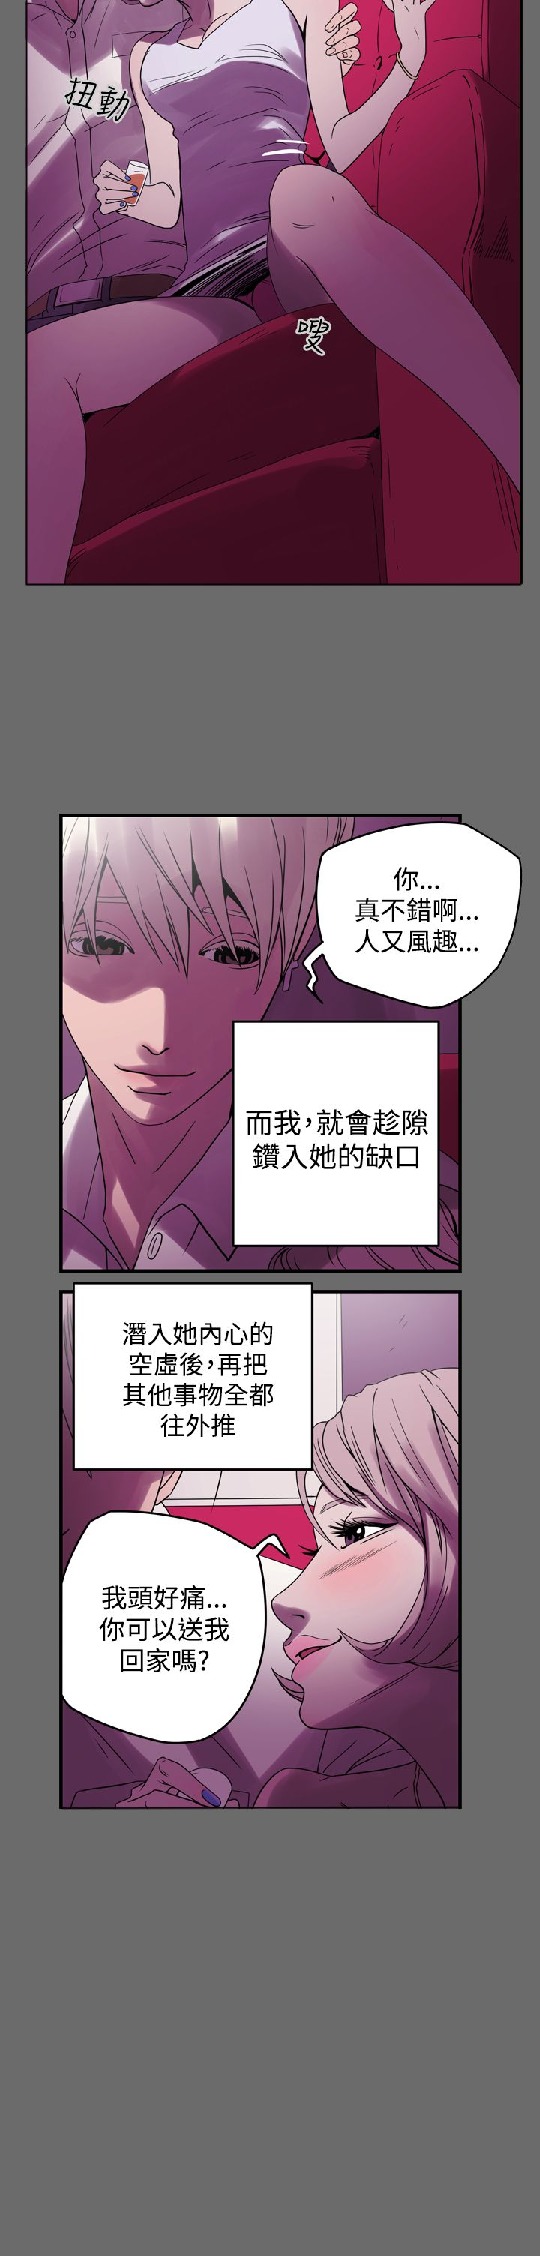 扭動
嗖
你...
真不錯啊...
人又風趣...
而我,就會趁隙
鑽入她的缺口
潛入她內心的
空虛後,再把
其他事物全都
往外推
我頭好痛...
你可以送我
回家嗎?